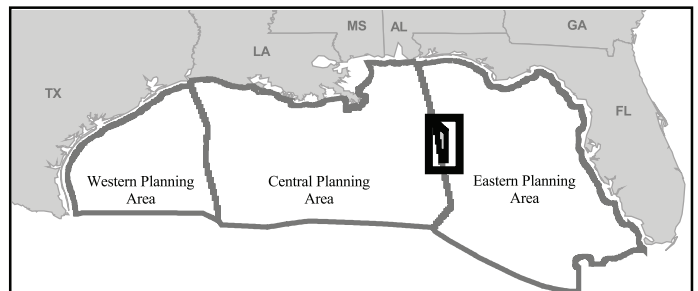 MS
AL
GA
LA
TX
FL
Western Planning
Area
Central Planning
Area
Eastern Planning
Area